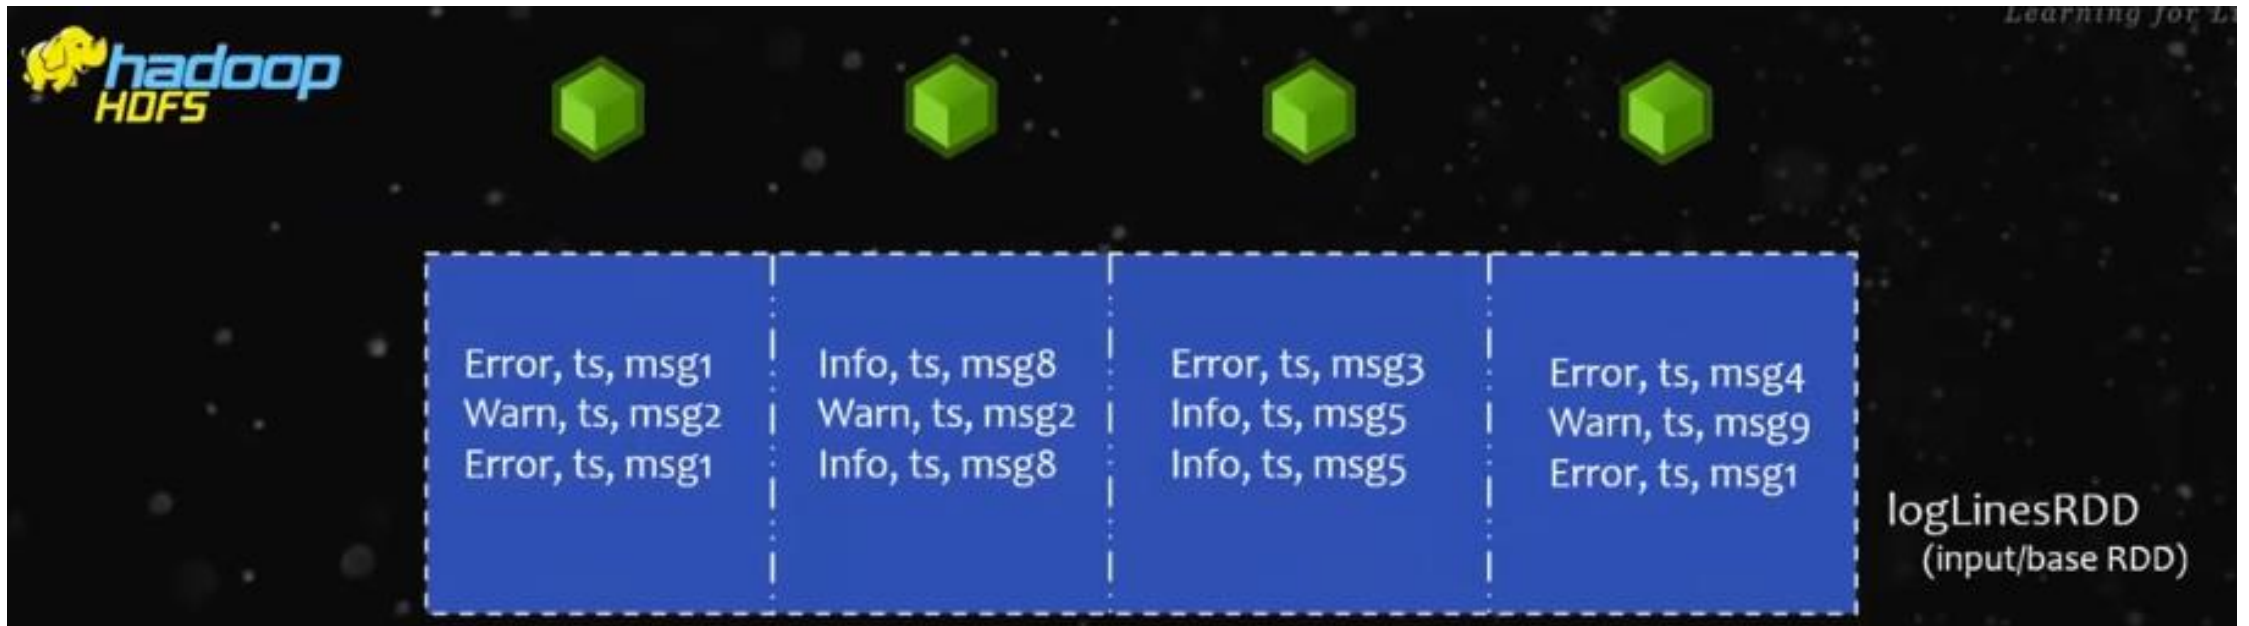 Learning for
hadoop
HDFS
Error, ts, msg1
Warn, ts, msg2
Error, ts, msg1
Info, ts, msg8
Warn, ts, msg2
Info, ts, msg8
Error, ts, msg3
Info, ts, msg5
Info, ts, msg5
Error, ts, msg4
Warn, ts, msg9
Error, ts, msg1
logLinesRDD
(input/base RDD)